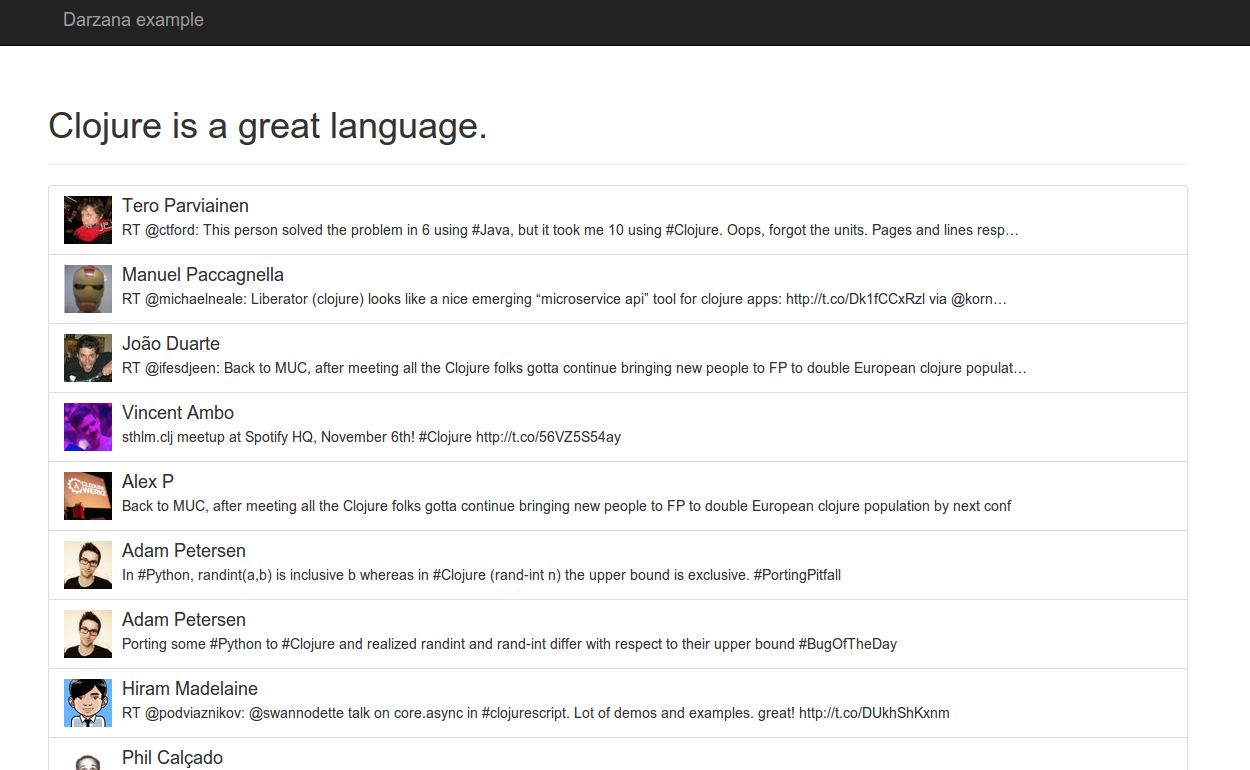 Darzana example
Clojure is a great language.
Tero Parviainen
RT @ctford: This person solved the problem in 6 using #Java, but it took me 10 using #Clojure. Oops, forgot the units. Pages and lines resp…
Manuel Paccagnella
RT @michaelneale: Liberator (clojure) looks like a nice emerging “microservice api” tool for clojure apps: http://t.co/Dk1fCCxRzl via @korn…
João Duarte
RT @ifesdjeen: Back to MUC, after meeting all the Clojure folks gotta continue bringing new people to FP to double European clojure populat…
Vincent Ambo
sthlm.clj meetup at Spotify HQ, November 6th! #Clojure http://t.co/56VZ5S54ay
Alex P
Back to MUC, after meeting all the Clojure folks gotta continue bringing new people to FP to double European clojure population by next conf
Adam Petersen
In #Python, randint(a,b) is inclusive b whereas in #Clojure (rand-int n) the upper bound is exclusive. #PortingPitfall
Adam Petersen
Porting some #Python to #Clojure and realized randint and rand-int differ with respect to their upper bound #BugOfTheDay
Hiram Madelaine
RT @podviaznikov: @swannodette talk on core.async in #clojurescript. Lot of demos and examples. great! http://t.co/DUkhShKxnm
Phil Calçado